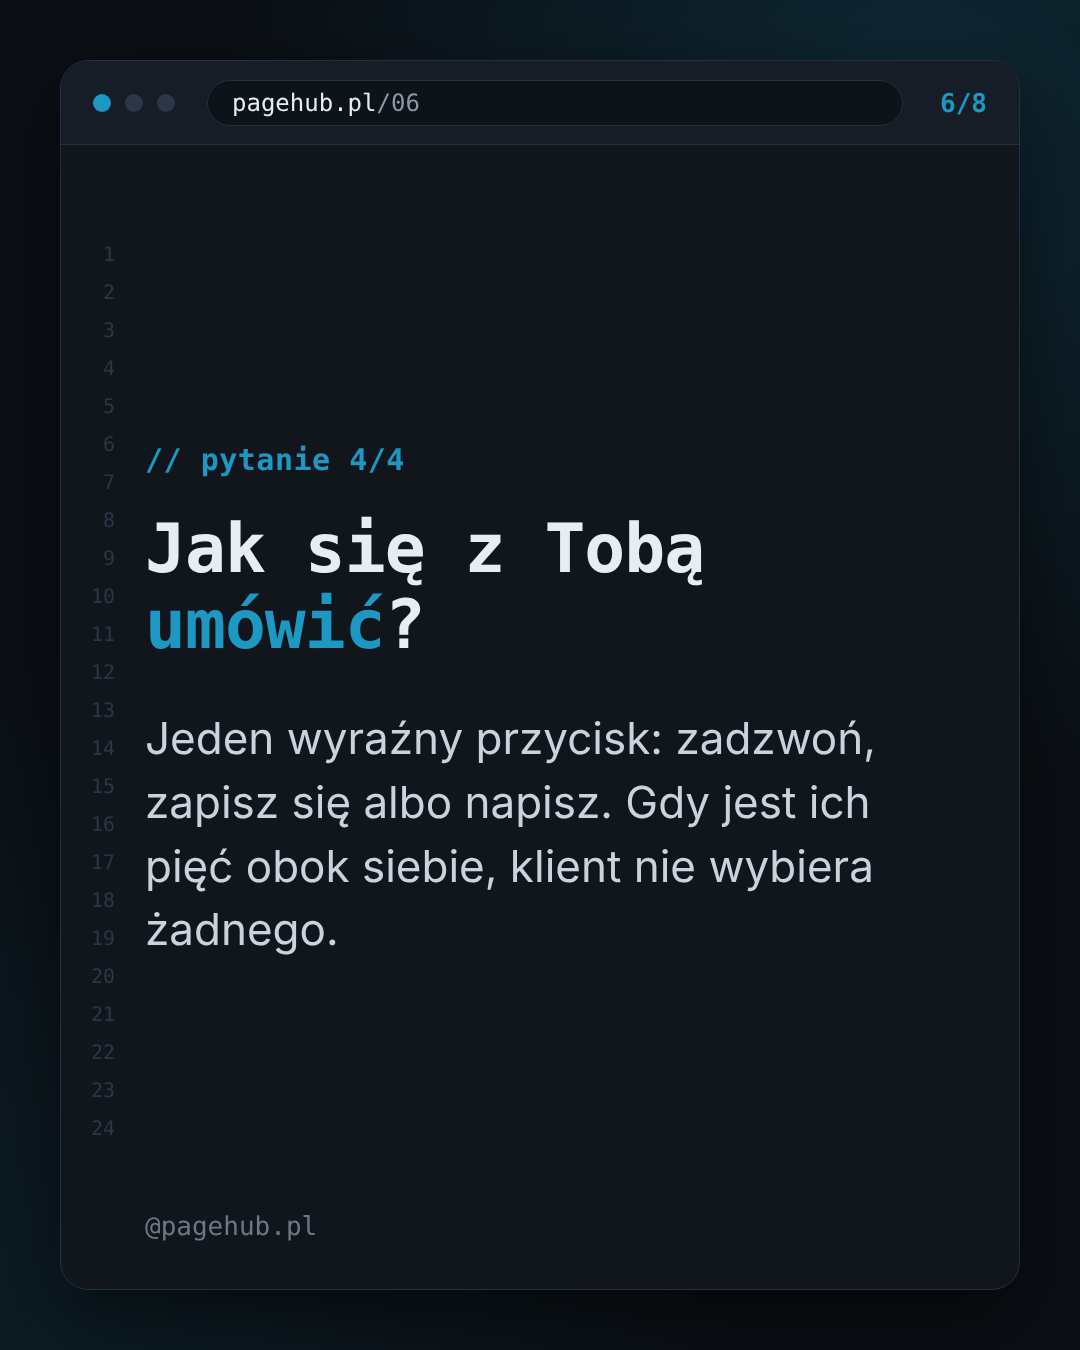 pagehub.pl/06
6/8
1
2
3
4
5
6
// pytanie 4/4
7
8
Jak się z Tobą
9
10
umówić?
11
12
13
Jeden wyraźny przycisk: zadzwoń,
14
15
zapisz się albo napisz. Gdy jest ich
16
17
pięć obok siebie, klient nie wybiera
18
żadnego.
19
20
21
22
23
24
@pagehub.pl